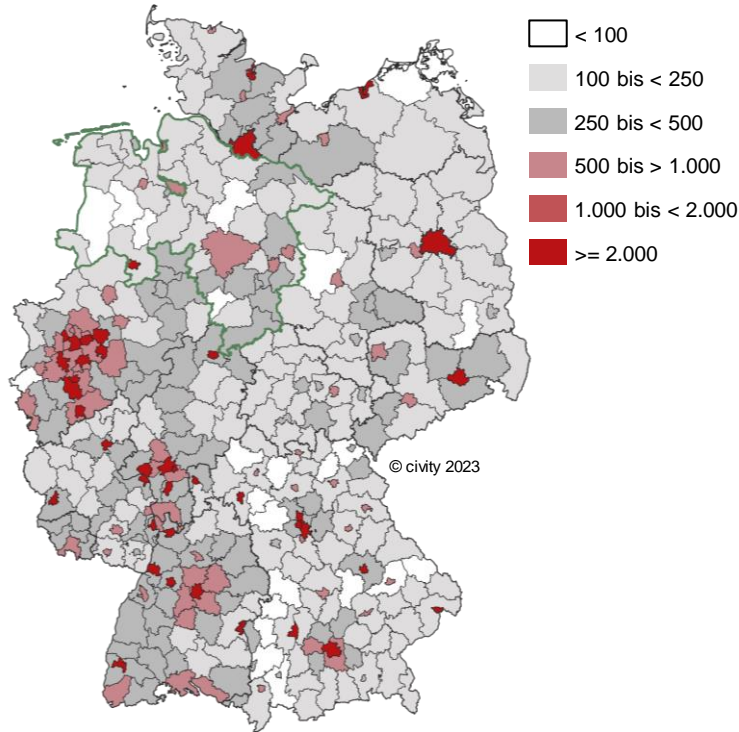 < 100
100 bis < 250
250 bis < 500
500 bis > 1.000
1.000 bis < 2.000
>= 2.000
© civity 2023